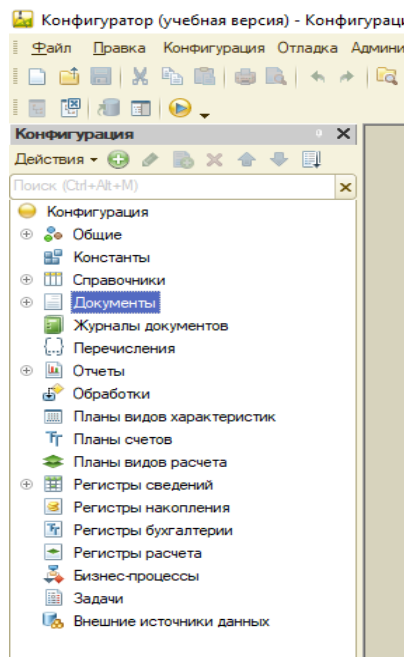 Конфигуратор (учебная версия) - Конфигураци
Файл Правка Конфигурация Отладка Админи
Конфигурация
Действия
Поиск (Ctrl+Alt+M)
Конфигурация
Общие
Константы
Справочники
Документы
Журналы документов
Перечисления
Отчеты
Обработки
Планы видов характеристик
Планы счетов
Планы видов расчета
Регистры сведений
Регистры накопления
Регистры бухгалтерии
Регистры расчета
Бизнес-процессы
Задачи
Внешние источники данных